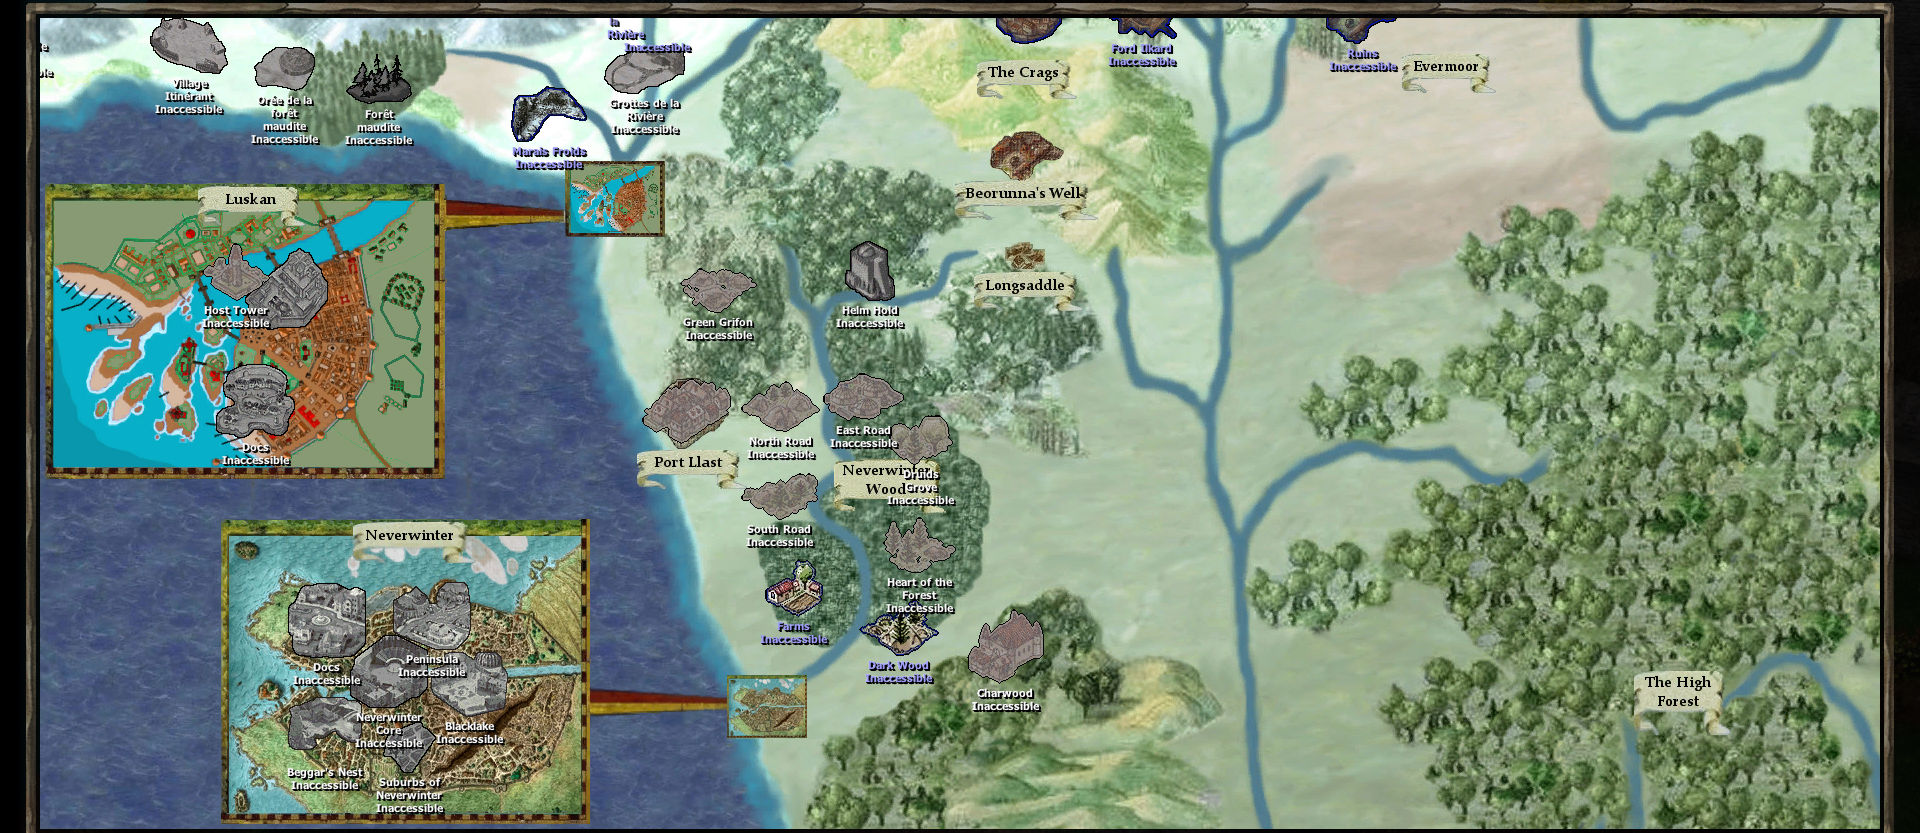 la
Rivière
Inaccessible
Ford Ilkard
Inaccessible
Ruins
Inaccessible
Evermoor
The Crags
Village
Itinérant
Inaccessible
Orée de la
forêt
maudite
Inaccessible
Forêt
maudite
Inaccessible
Grottes de la
Rivière
Inaccessible
Marais Froids
Inaccessible
Beorunna's Well
Luskan
Host Tower
Inaccessible
Docs
Inaccessible
Green Grifon
Inaccessible
Helm Hold
Inaccessible
Longsaddle
Port Llast
North Road
Inaccessible
East Road
Inaccessible
Neverwinter
Wood
Druids
Grove
Inaccessible
South Road
Inaccessible
Heart of the
Forest
Inaccessible
Farms
Inaccessible
Dark Wood
Inaccessible
Charwood
Inaccessible
Neverwinter
Docs
Inaccessible
Peninsula
Inaccessible
Neverwinter
Core
Inaccessible
Blacklake
Inaccessible
Beggar's Nest
Inaccessible
Suburbs of
Neverwinter
Inaccessible
The High
Forest